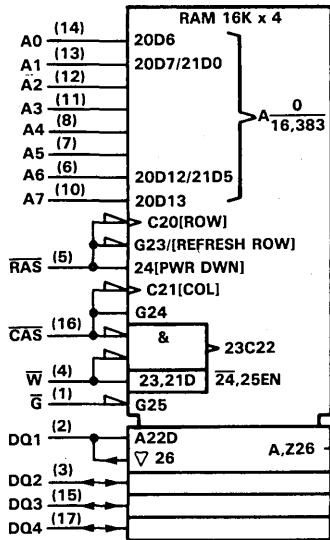 RAM 16K x 4
A0 (14) 20D6
A1 (13) 20D7/21D0
A2 (12)
A3 (11)
A4 (8)
A 0/16,383
A5 (7)
A6 (6) 20D12/21D5
A7 (10) 20D13
C20[ROW]
G23/[REFRESH ROW]
RAS (5) 24[PWR DWN]
C21[COL]
G24
CAS (16) & 23C22
W (4) 23,21D 24,25EN
G (1) G25
DQ1 (2) A22D
▽ 26 A,Z26
DQ2 (3)
DQ3 (15)
DQ4 (17)